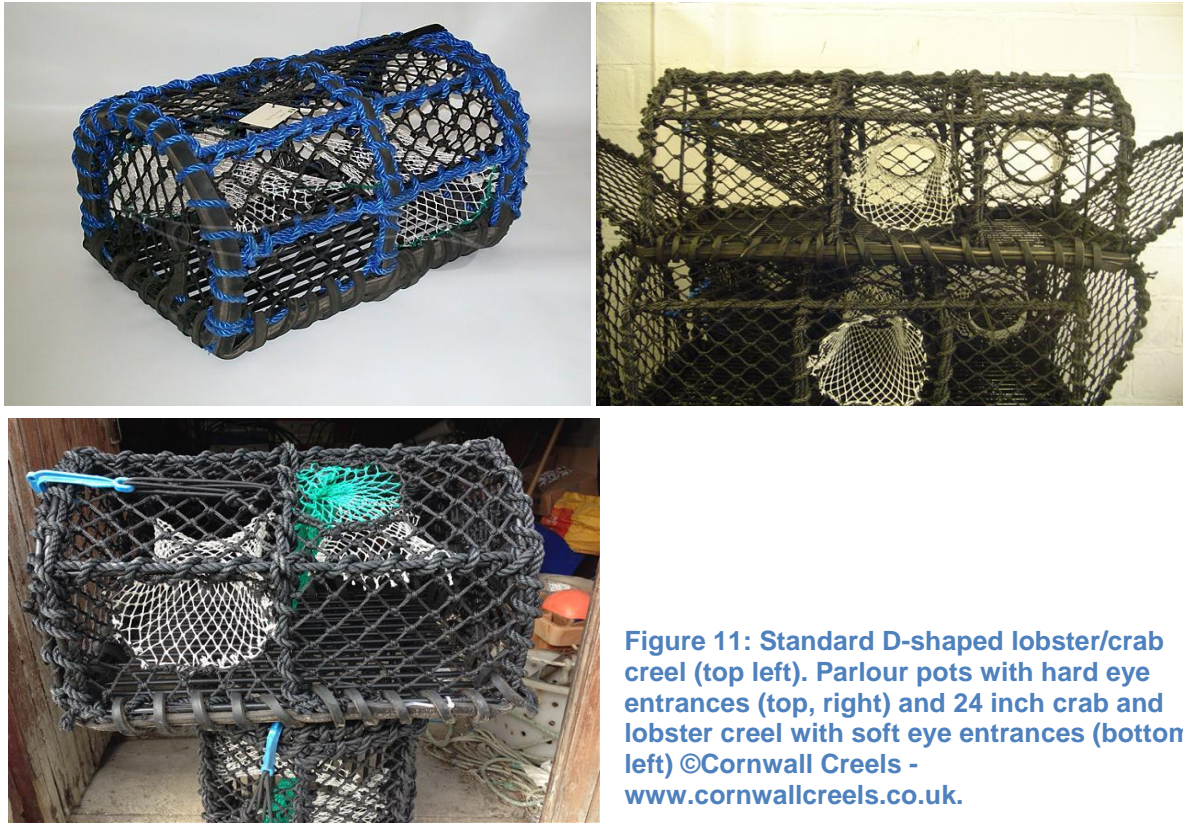 Figure 11: Standard D-shaped lobster/crab
creel (top left). Parlour pots with hard eye
entrances (top, right) and 24 inch crab and
lobster creel with soft eye entrances (bottom
left) ©Cornwall Creels -
www.cornwallcreels.co.uk.